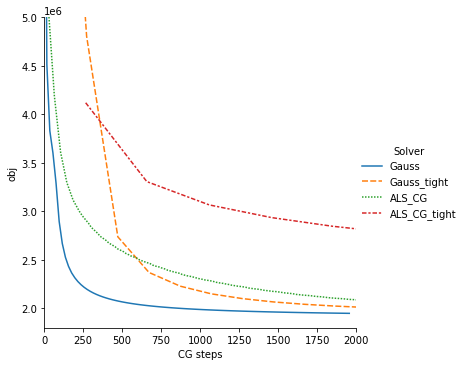 1e6
5.0
4.5
4.0
3.5
3.0
2.5
2.0
obj
0 250 500 750 1000 1250 1500 1750 2000
CG steps
Solver
Gauss
Gauss_tight
ALS_CG
ALS_CG_tight